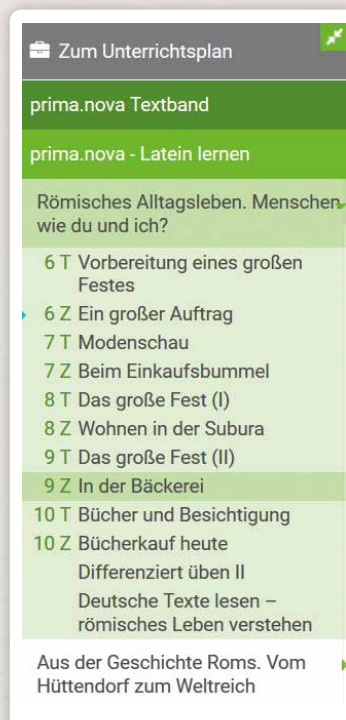 Zum Unterrichtsplan
prima.nova Textband
prima.nova - Latein lernen
Römisches Alltagsleben. Menschen
wie du und ich?
6 T Vorbereitung eines großen
Festes
6 Z Ein großer Auftrag
7 T Modenschau
7 Z Beim Einkaufsbummel
8 T Das große Fest (I)
8 Z Wohnen in der Subura
9 T Das große Fest (II)
9 Z In der Bäckerei
10 T Bücher und Besichtigung
10 Z Bücherkauf heute
Differenziert üben II
Deutsche Texte lesen –
römisches Leben verstehen
Aus der Geschichte Roms. Vom
Hüttendorf zum Weltreich